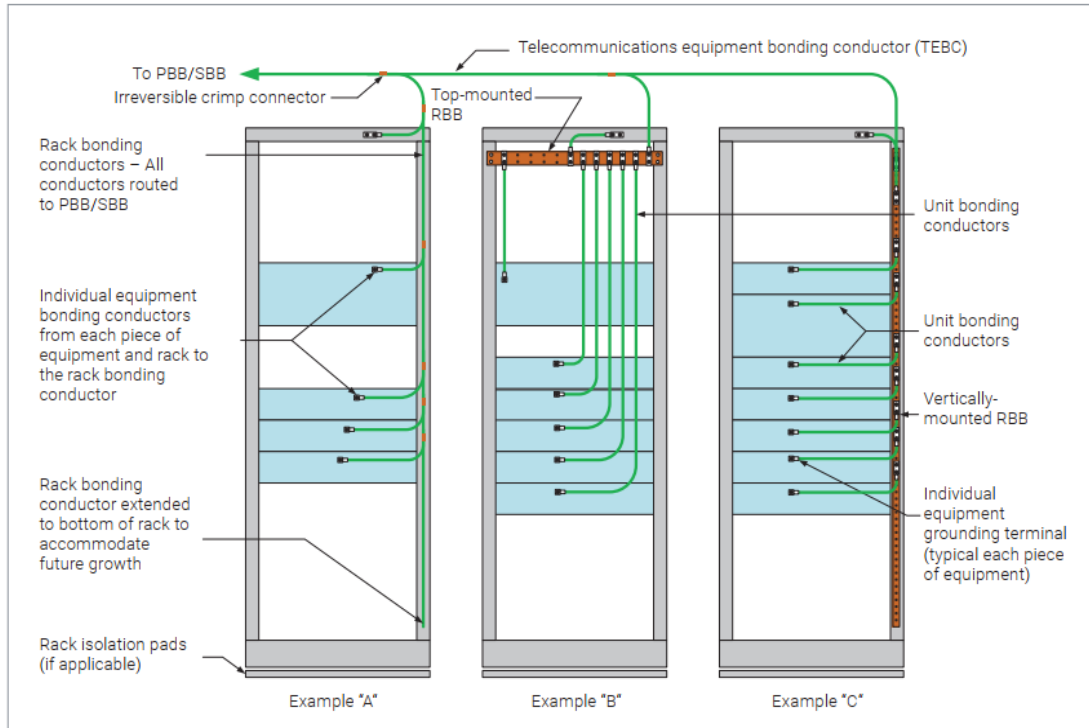 Telecommunications equipment bonding conductor (TEBC)
To PBB/SBB
Irreversible crimp connector
Top-mounted
RBB
Rack bonding
conductors – All
conductors routed
to PBB/SBB
Unit bonding
conductors
Individual equipment
bonding conductors
from each piece of
equipment and rack to
the rack bonding
conductor
Unit bonding
conductors
Vertically-
mounted RBB
Rack bonding
conductor extended
to bottom of rack to
accommodate
future growth
Individual
equipment
grounding terminal
(typical each piece
of equipment)
Rack isolation pads
(if applicable)
Example "A"
Example "B"
Example "C"